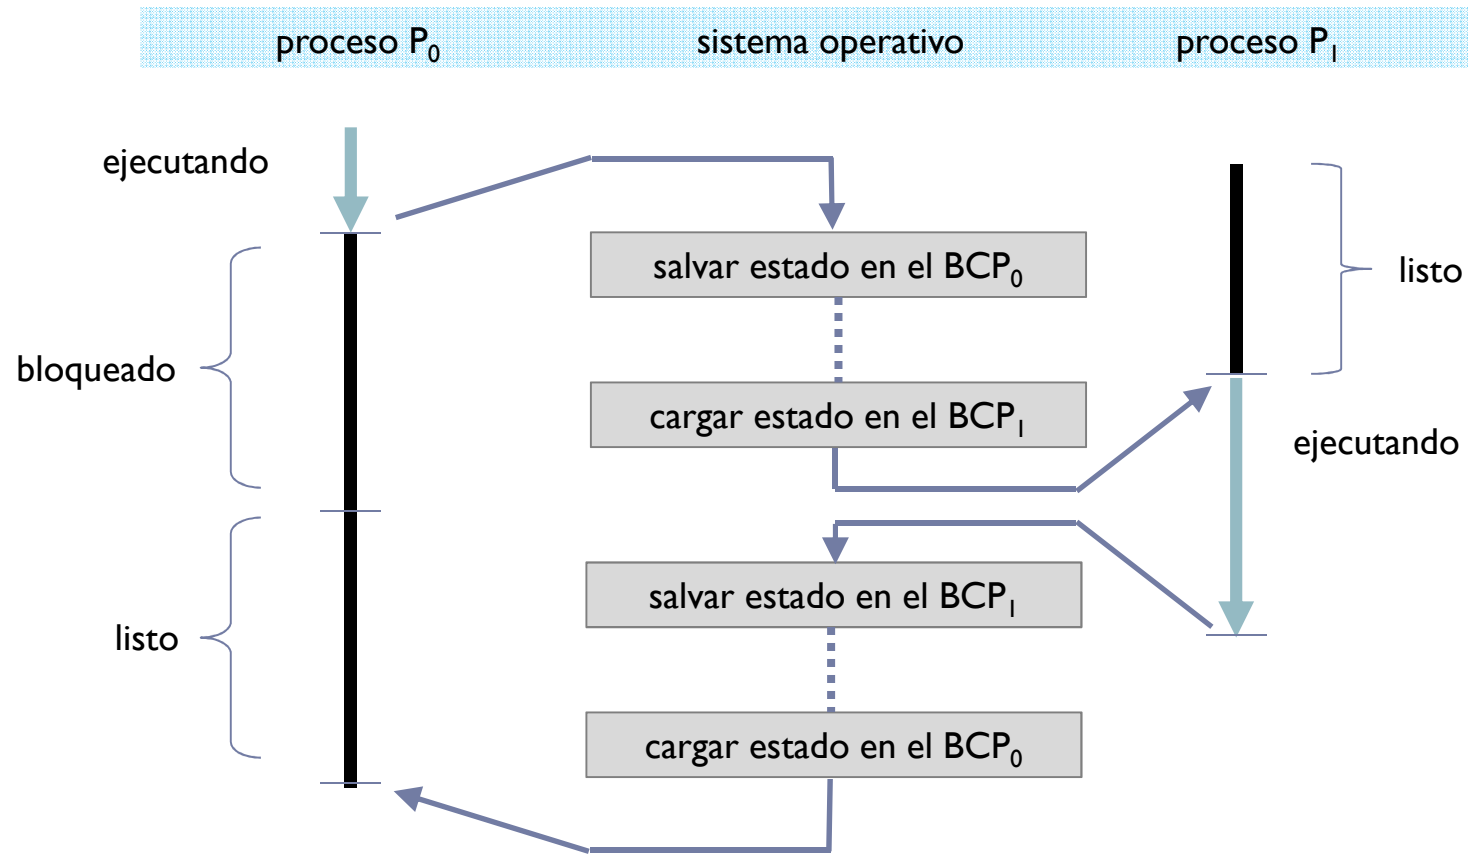 proceso P0
sistema operativo
proceso P1
ejecutando
salvar estado en el BCP0
listo
bloqueado
cargar estado en el BCP1
ejecutando
salvar estado en el BCP1
listo
cargar estado en el BCP0